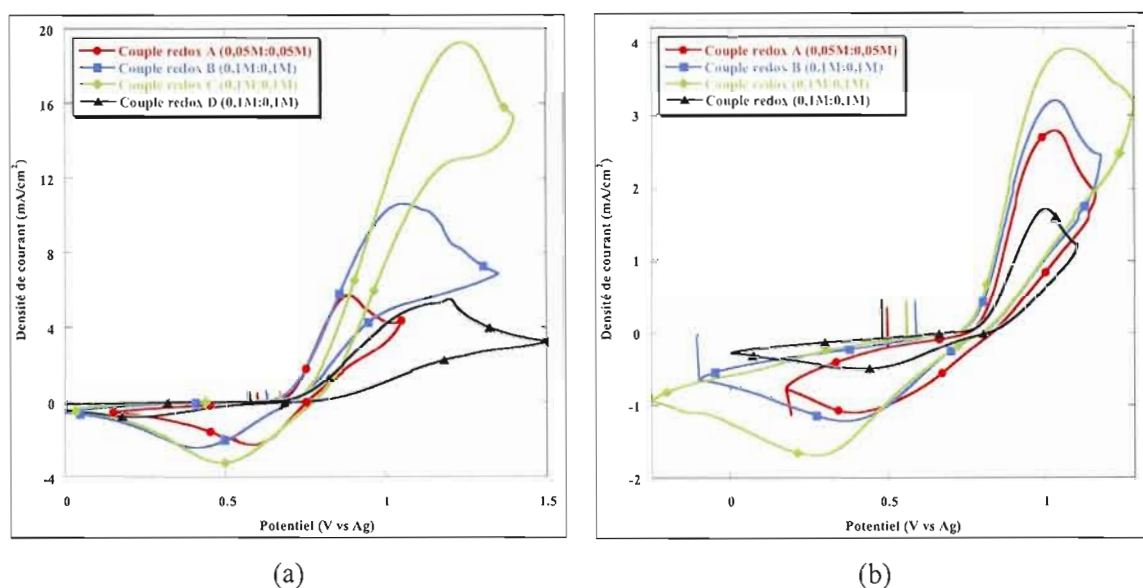 Couple redox A (0,05M:0,05M)
Couple redox B (0,1M:0,1M)
Couple redox C (0,1M:0,1M)
Couple redox D (0,1M:0,1M)
Densité de courant (mA/cm²)
20
16
12
8
4
0
-4
0
0.5
1
1.5
Potentiel (V vs Ag)
(a)
Couple redox A (0,05M:0,05M)
Couple redox B (0,1M:0,1M)
Couple redox (0,1M:0,1M)
Couple redox (0,1M:0,1M)
Densité de courant (mA/cm²)
4
3
2
1
0
-1
-2
0
0.5
1
Potentiel (V vs Ag)
(b)